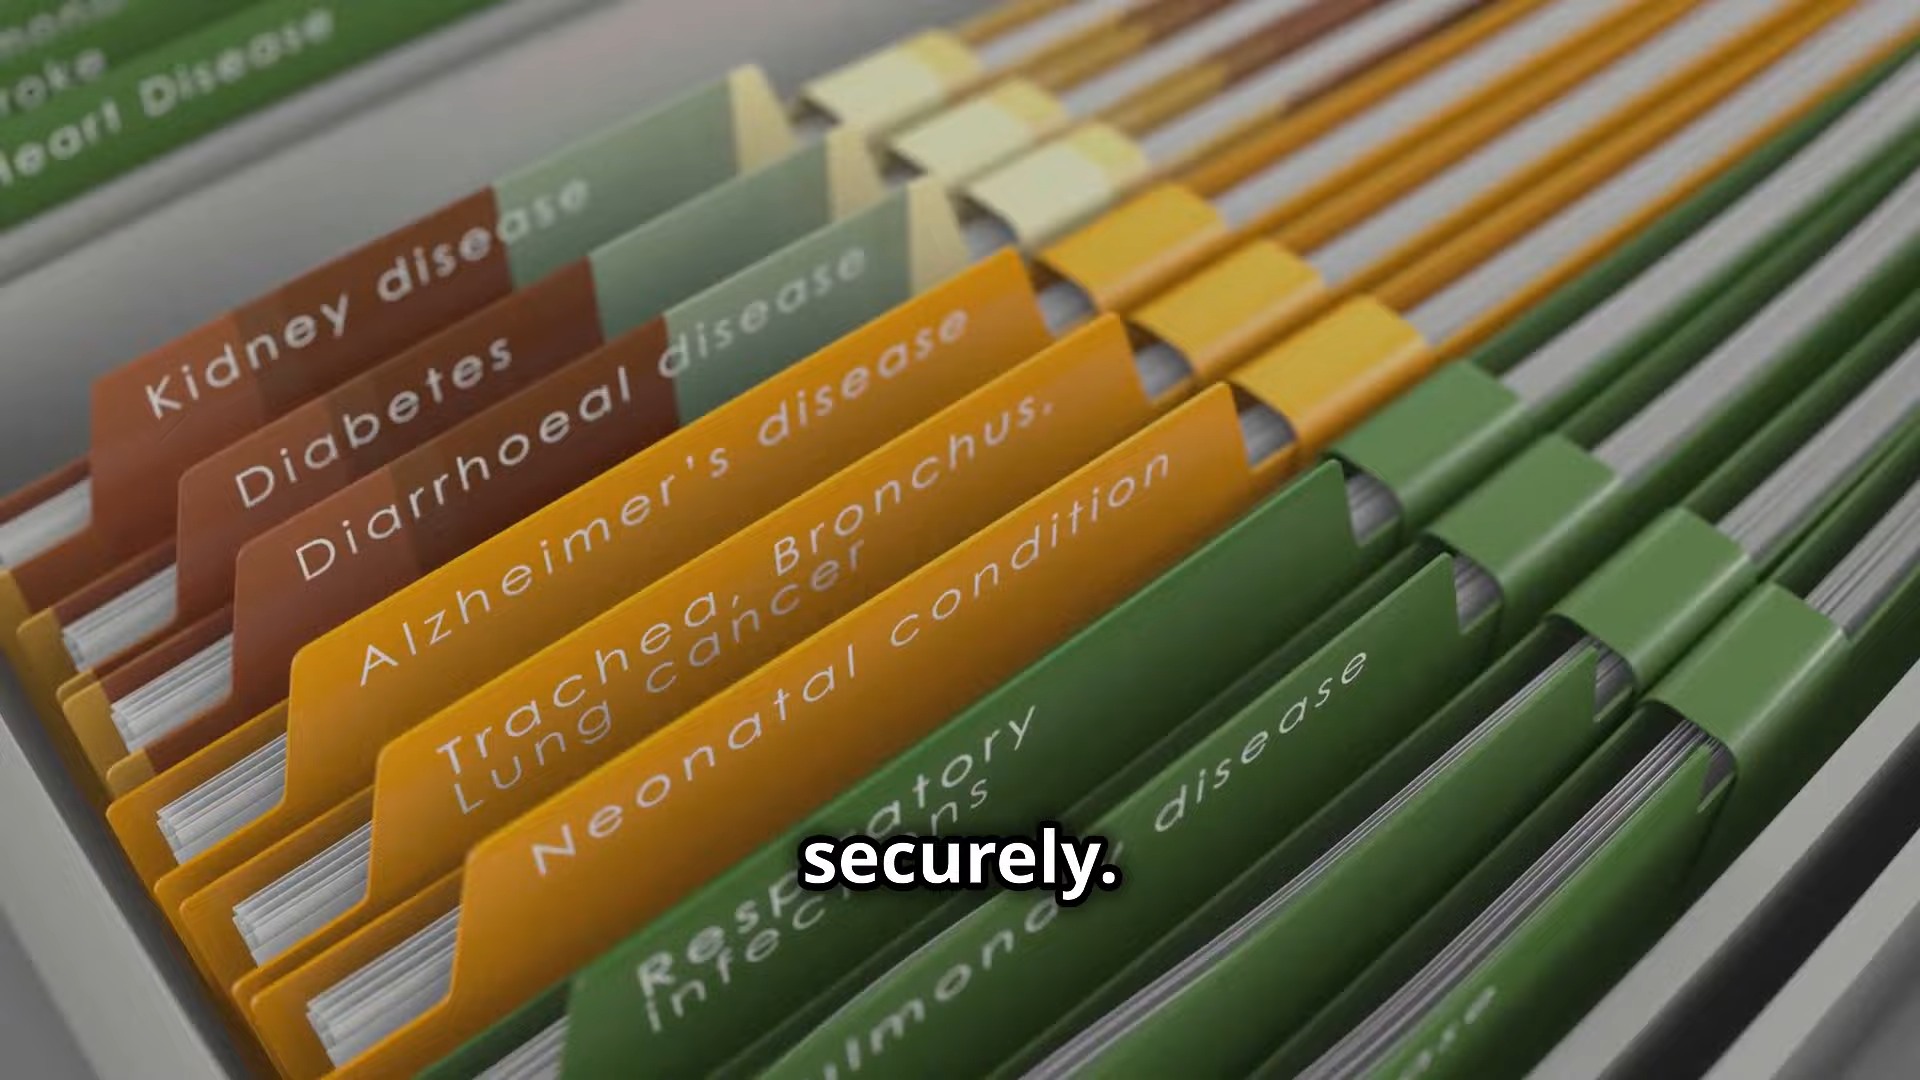 Heart Disease
Kidney disease
Diabetes
Diarrhoeal disease
Alzheimer's disease
Trachea, Bronchus.
Lung cancer
Neonatal condition
Respiratory
infections
disease
securely.